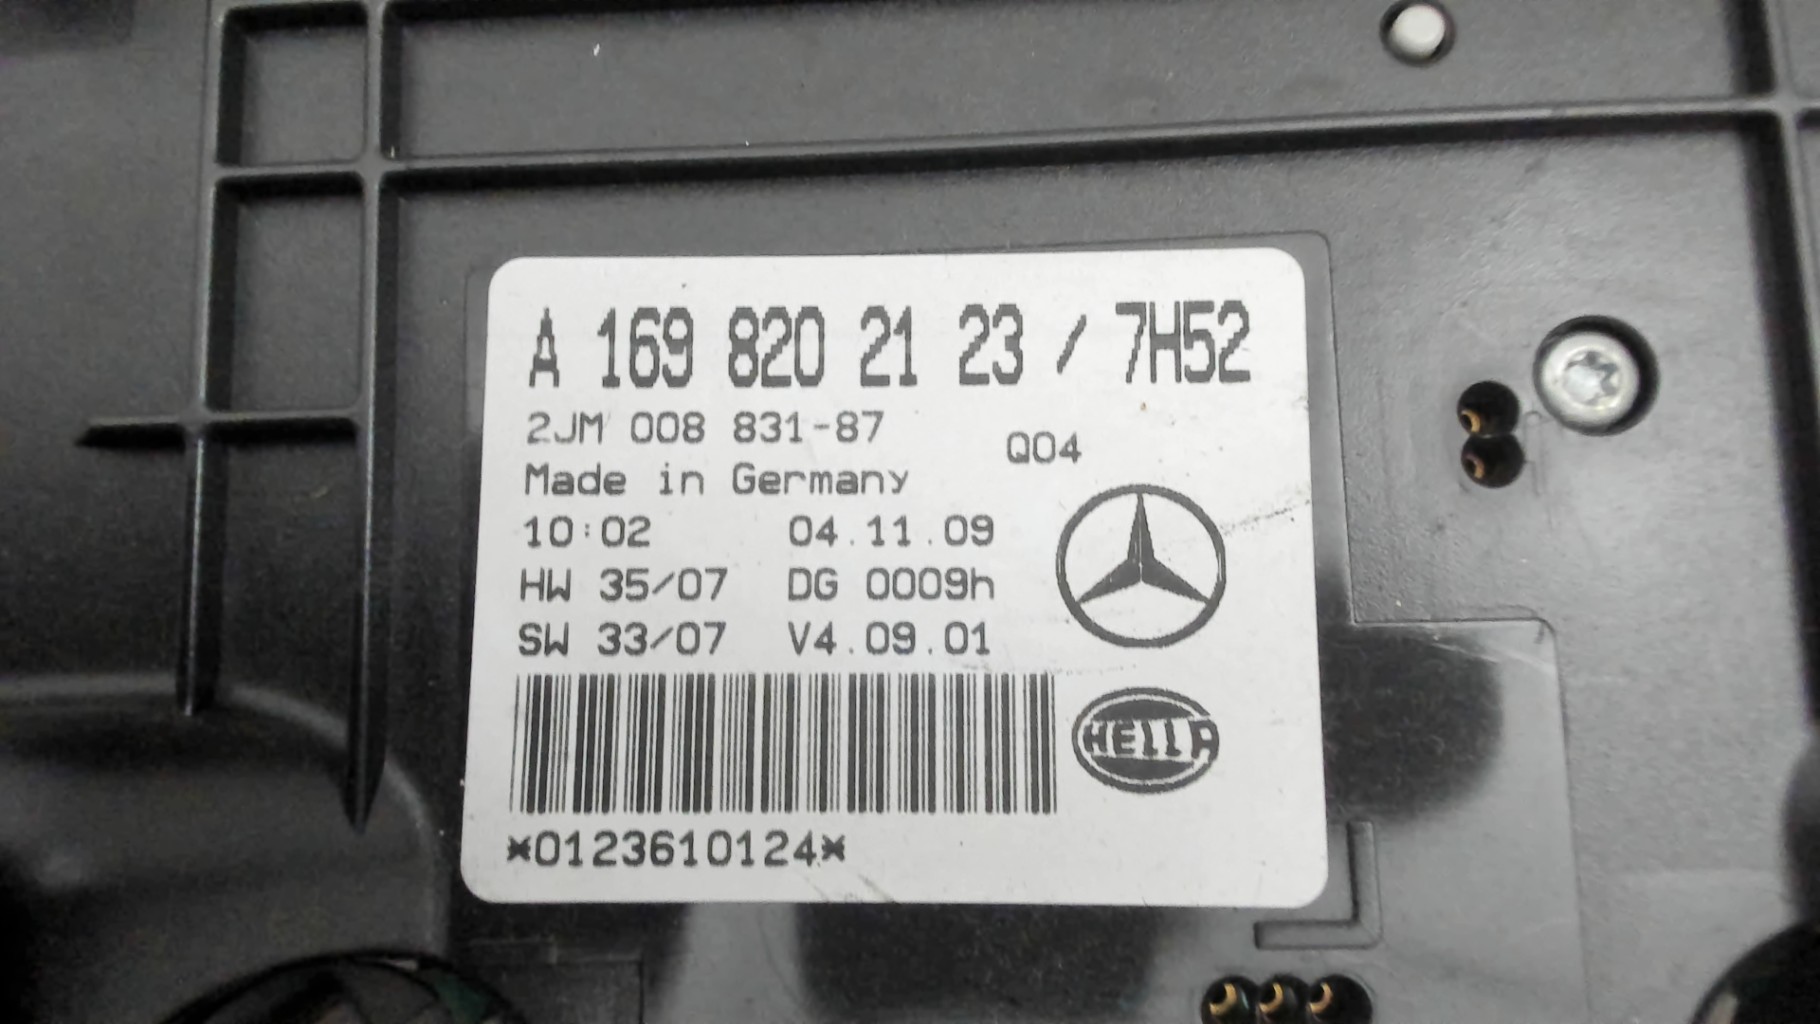 A 169 820 21 23 / 7H52
2JM 008 831-87
Q04
Made in Germany
10:02 04.11.09
HW 35/07 DG 0009h
SW 33/07 V4.09.01
HELLA
*0123610124*